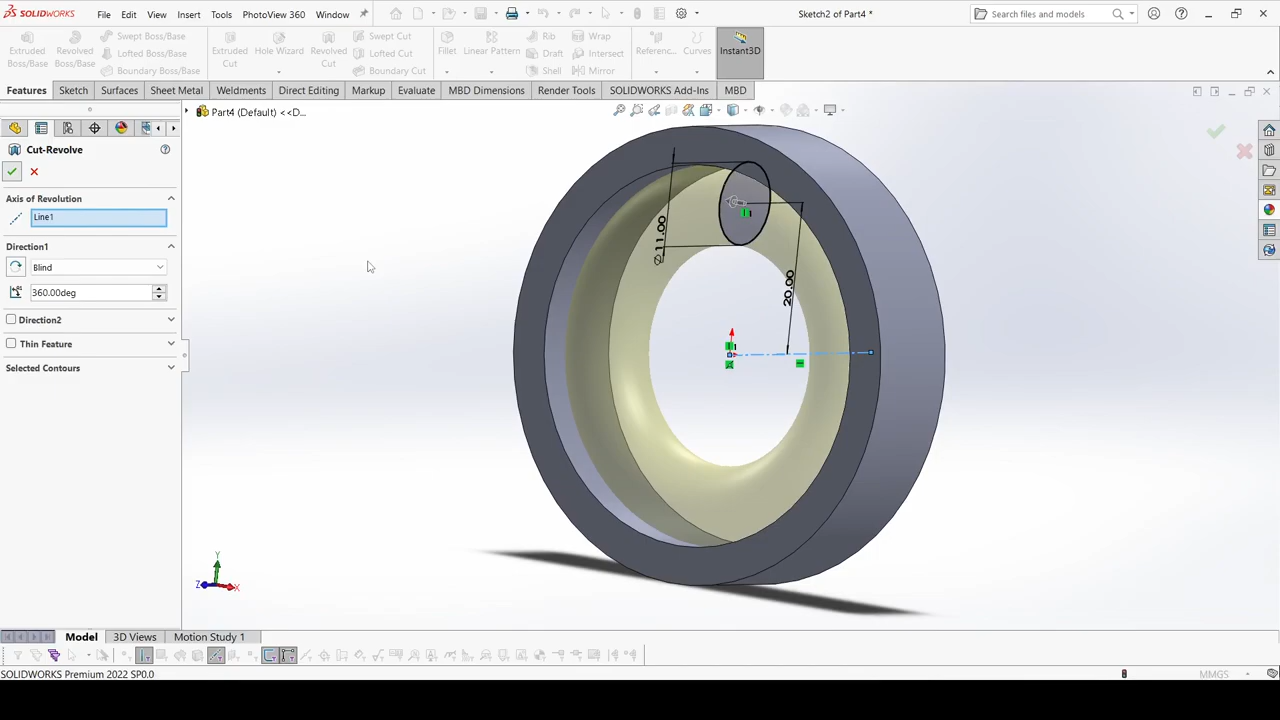 SOLIDWORKS File Edit View Insert Tools PhotoView 360 Window Sketch2 of Part4 * Search files and models
Extruded Boss/Base
Revolved Boss/Base
Swept Boss/Base
Lofted Boss/Base
Boundary Boss/Base
Extruded Cut
Hole Wizard
Revolved Cut
Swept Cut
Lofted Cut
Boundary Cut
Fillet
Linear Pattern
Rib
Draft
Shell
Wrap
Intersect
Mirror
Referenc...
Curves
Instant3D
Features Sketch Surfaces Sheet Metal Weldments Direct Editing Markup Evaluate MBD Dimensions Render Tools SOLIDWORKS Add-Ins MBD
Part4 (Default) <<D...
Cut-Revolve
Axis of Revolution
Line1
Direction1
Blind
360.00deg
Direction2
Thin Feature
Selected Contours
∅11.00
20.00
Y
Z
X
Model 3D Views Motion Study 1
SOLIDWORKS Premium 2022 SP0.0 MMGS